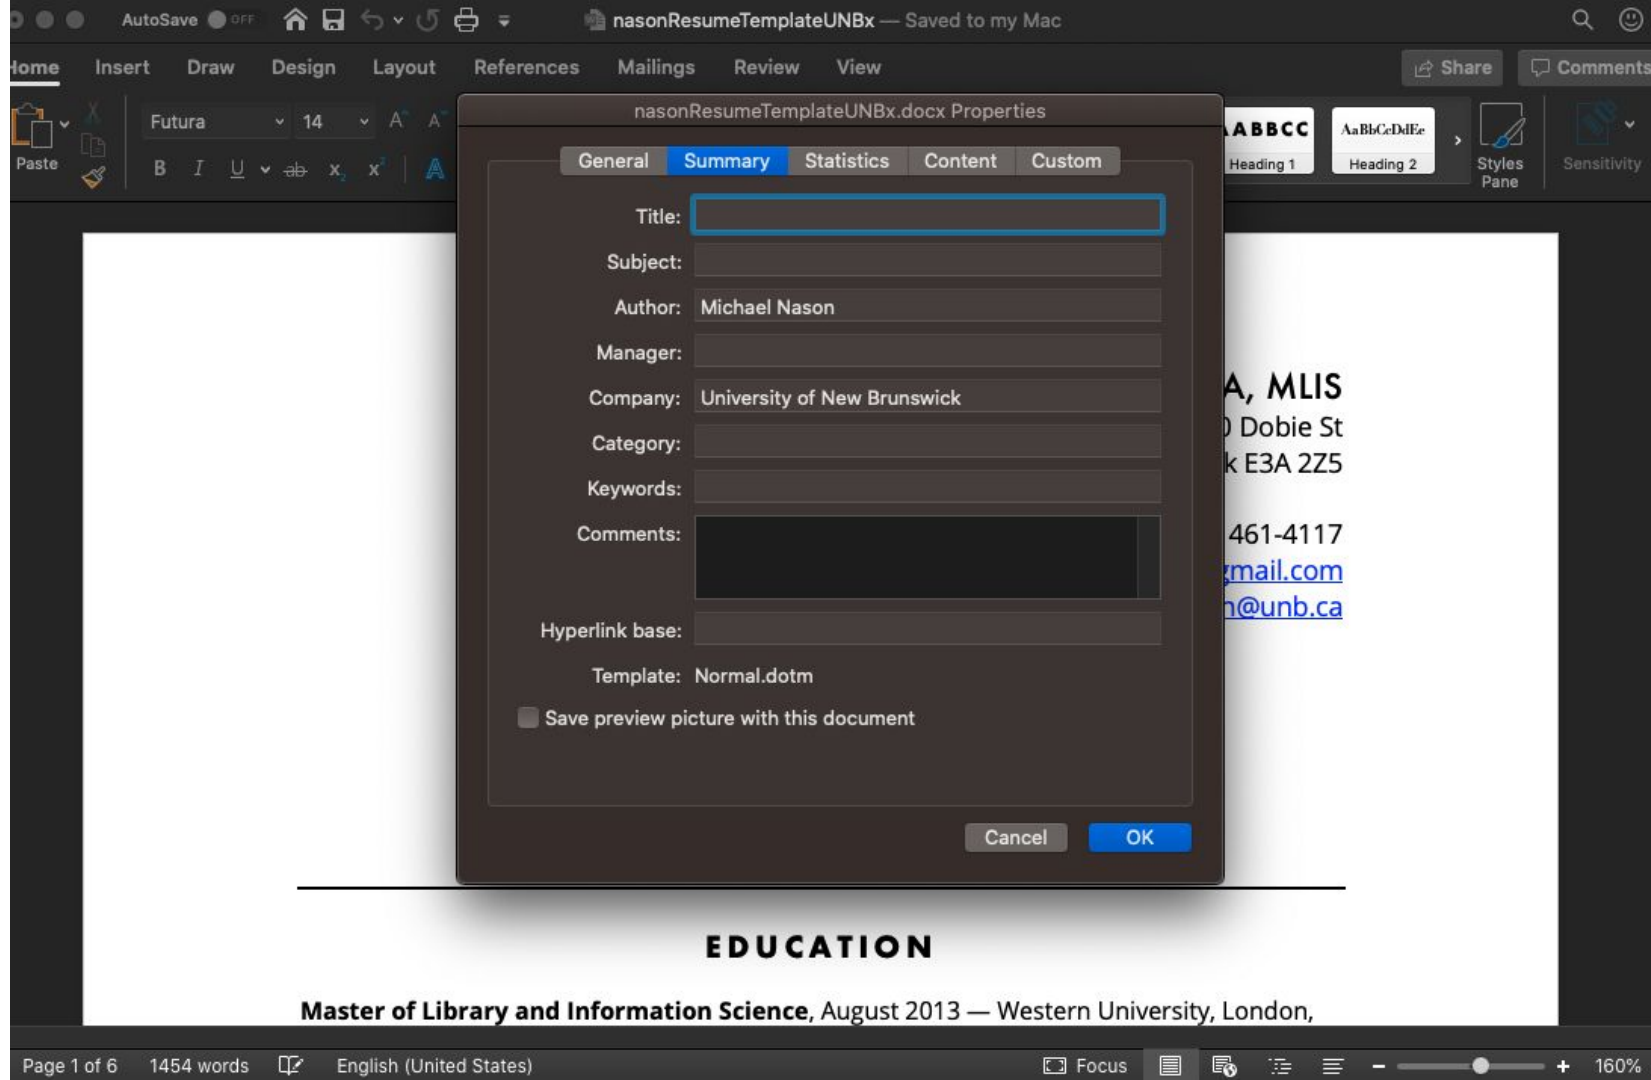 AutoSave OFF
nasonResumeTemplateUNBx — Saved to my Mac
Home Insert Draw Design Layout References Mailings Review View Share Comments
Paste
Futura 14
B I U ab x₂ x² A
AABBCC
Heading 1
AaBbCcDdEe
Heading 2
Styles
Pane
Sensitivity
nasonResumeTemplateUNBx.docx Properties
General Summary Statistics Content Custom
Title:
Subject:
Author: Michael Nason
Manager:
Company: University of New Brunswick
Category:
Keywords:
Comments:
Hyperlink base:
Template: Normal.dotm
Save preview picture with this document
Cancel OK
A, MLIS
Dobie St
k E3A 2Z5
461-4117
gmail.com
n@unb.ca
EDUCATION
Master of Library and Information Science, August 2013 — Western University, London,
Page 1 of 6 1454 words English (United States) Focus 160%